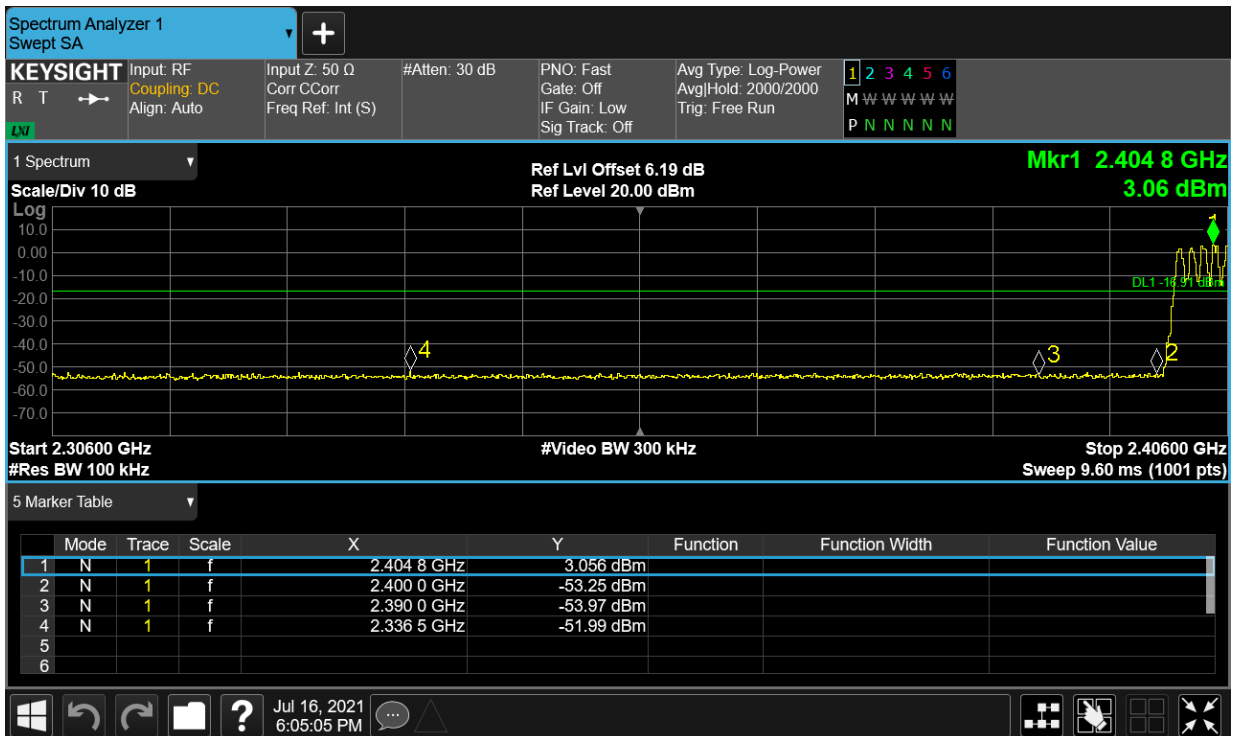 Spectrum Analyzer 1
Swept SA
+
KEYSIGHT
R T
LXI
Input: RF
Coupling: DC
Align: Auto
Input Z: 50 Ω
Corr CCorr
Freq Ref: Int (S)
#Atten: 30 dB
PNO: Fast
Gate: Off
IF Gain: Low
Sig Track: Off
Avg Type: Log-Power
Avg|Hold: 2000/2000
Trig: Free Run
1 2 3 4 5 6
M W W W W W
P N N N N N
1 Spectrum
Scale/Div 10 dB
Ref Lvl Offset 6.19 dB
Ref Level 20.00 dBm
Mkr1 2.404 8 GHz
3.06 dBm
Log
10.0
0.00
-10.0
-20.0
-30.0
-40.0
-50.0
-60.0
-70.0
1
DL1 -16.91 dBm
4
3
2
Start 2.30600 GHz
#Res BW 100 kHz
#Video BW 300 kHz
Stop 2.40600 GHz
Sweep 9.60 ms (1001 pts)
5 Marker Table
Mode Trace Scale X Y Function Function Width Function Value
1 N 1 f 2.404 8 GHz 3.056 dBm
2 N 1 f 2.400 0 GHz -53.25 dBm
3 N 1 f 2.390 0 GHz -53.97 dBm
4 N 1 f 2.336 5 GHz -51.99 dBm
5
6
?
Jul 16, 2021
6:05:05 PM